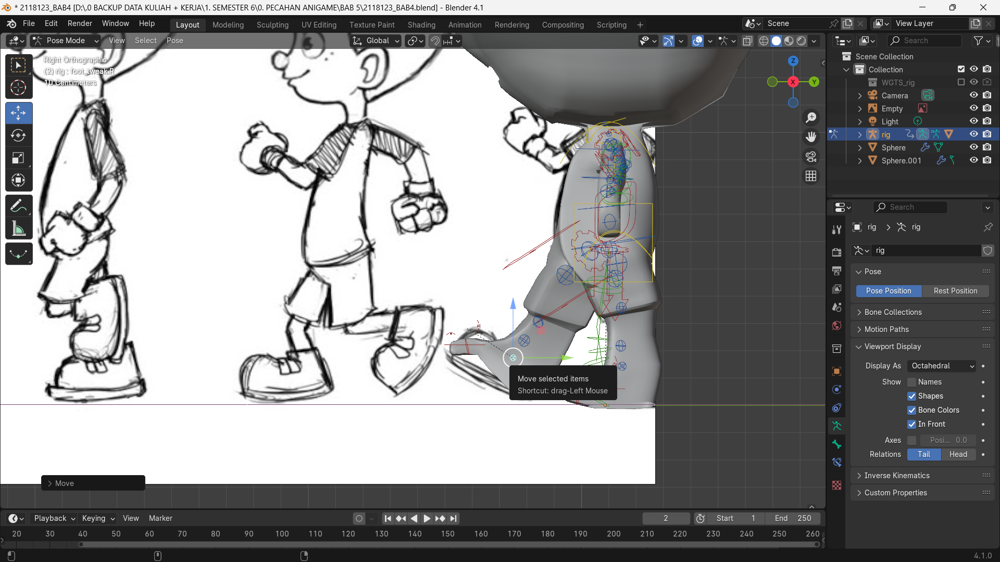 * 2118123_BAB4 [D:\.0 BACKUP DATA KULIAH + KERJA\1. SEMESTER 6\0. PECAHAN ANIGAME\BAB 5\2118123_BAB4.blend] - Blender 4.1
File Edit Render Window Help
Layout Modeling Sculpting UV Editing Texture Paint Shading Animation Rendering Compositing Scripting +
Scene
View Layer
Pose Mode View Select Pose
Global
Search
Right Orthographic
(2) rig : foot_tweak.R
10 Centimeters
Z
X
Y
Scene Collection
Collection
WGTS_rig
Camera
Empty
Light
rig
Sphere
Sphere.001
Search
rig > rig
rig
Pose
Pose Position Rest Position
Bone Collections
Motion Paths
Viewport Display
Display As Octahedral
Show Names
Shapes
Bone Colors
In Front
Axes Posi... 0.0
Relations Tail Head
Inverse Kinematics
Custom Properties
Move selected items
Shortcut: drag-Left Mouse
> Move
Playback Keying View Marker
2
Start 1 End 250
20 30 40 50 60 70 80 90 100 110 120 130 140 150 160 170 180 190 200 210 220 230 240 250 260
4.1.0